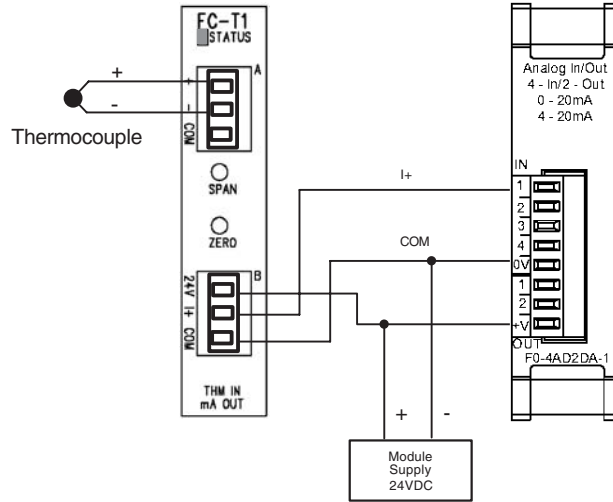 FC-T1
STATUS
A
+
-
COM
+
-
Thermocouple
SPAN
ZERO
B
24V
I+
COM
THM IN
mA OUT
I+
COM
Analog In/Out
4 - In/2 - Out
0 - 20mA
4 - 20mA
IN
1
2
3
4
0V
1
2
+V
OUT
F0-4AD2DA-1
+
-
Module
Supply
24VDC